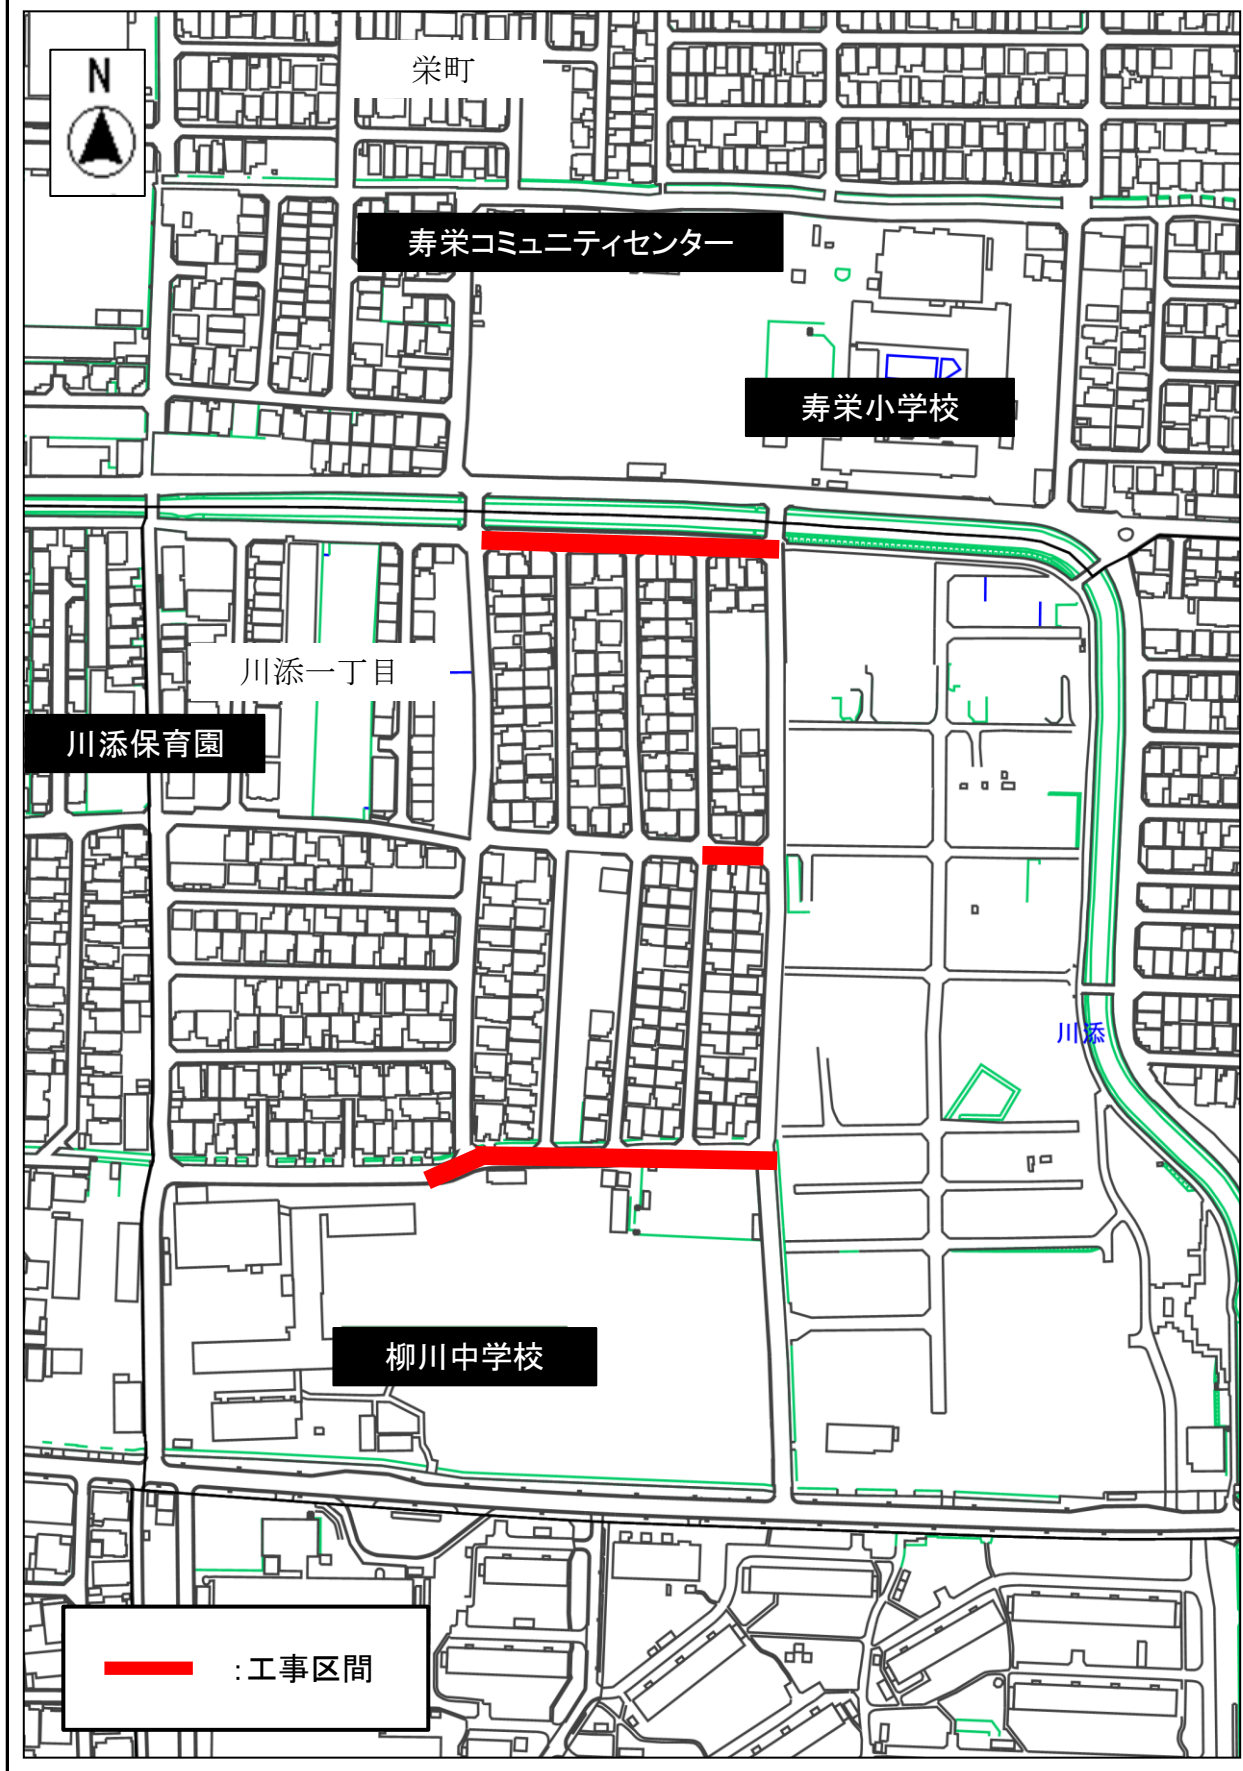 栄町
N
寿栄コミュニティセンター
寿栄小学校
川添一丁目
川添保育園
川添
柳川中学校
:工事区間